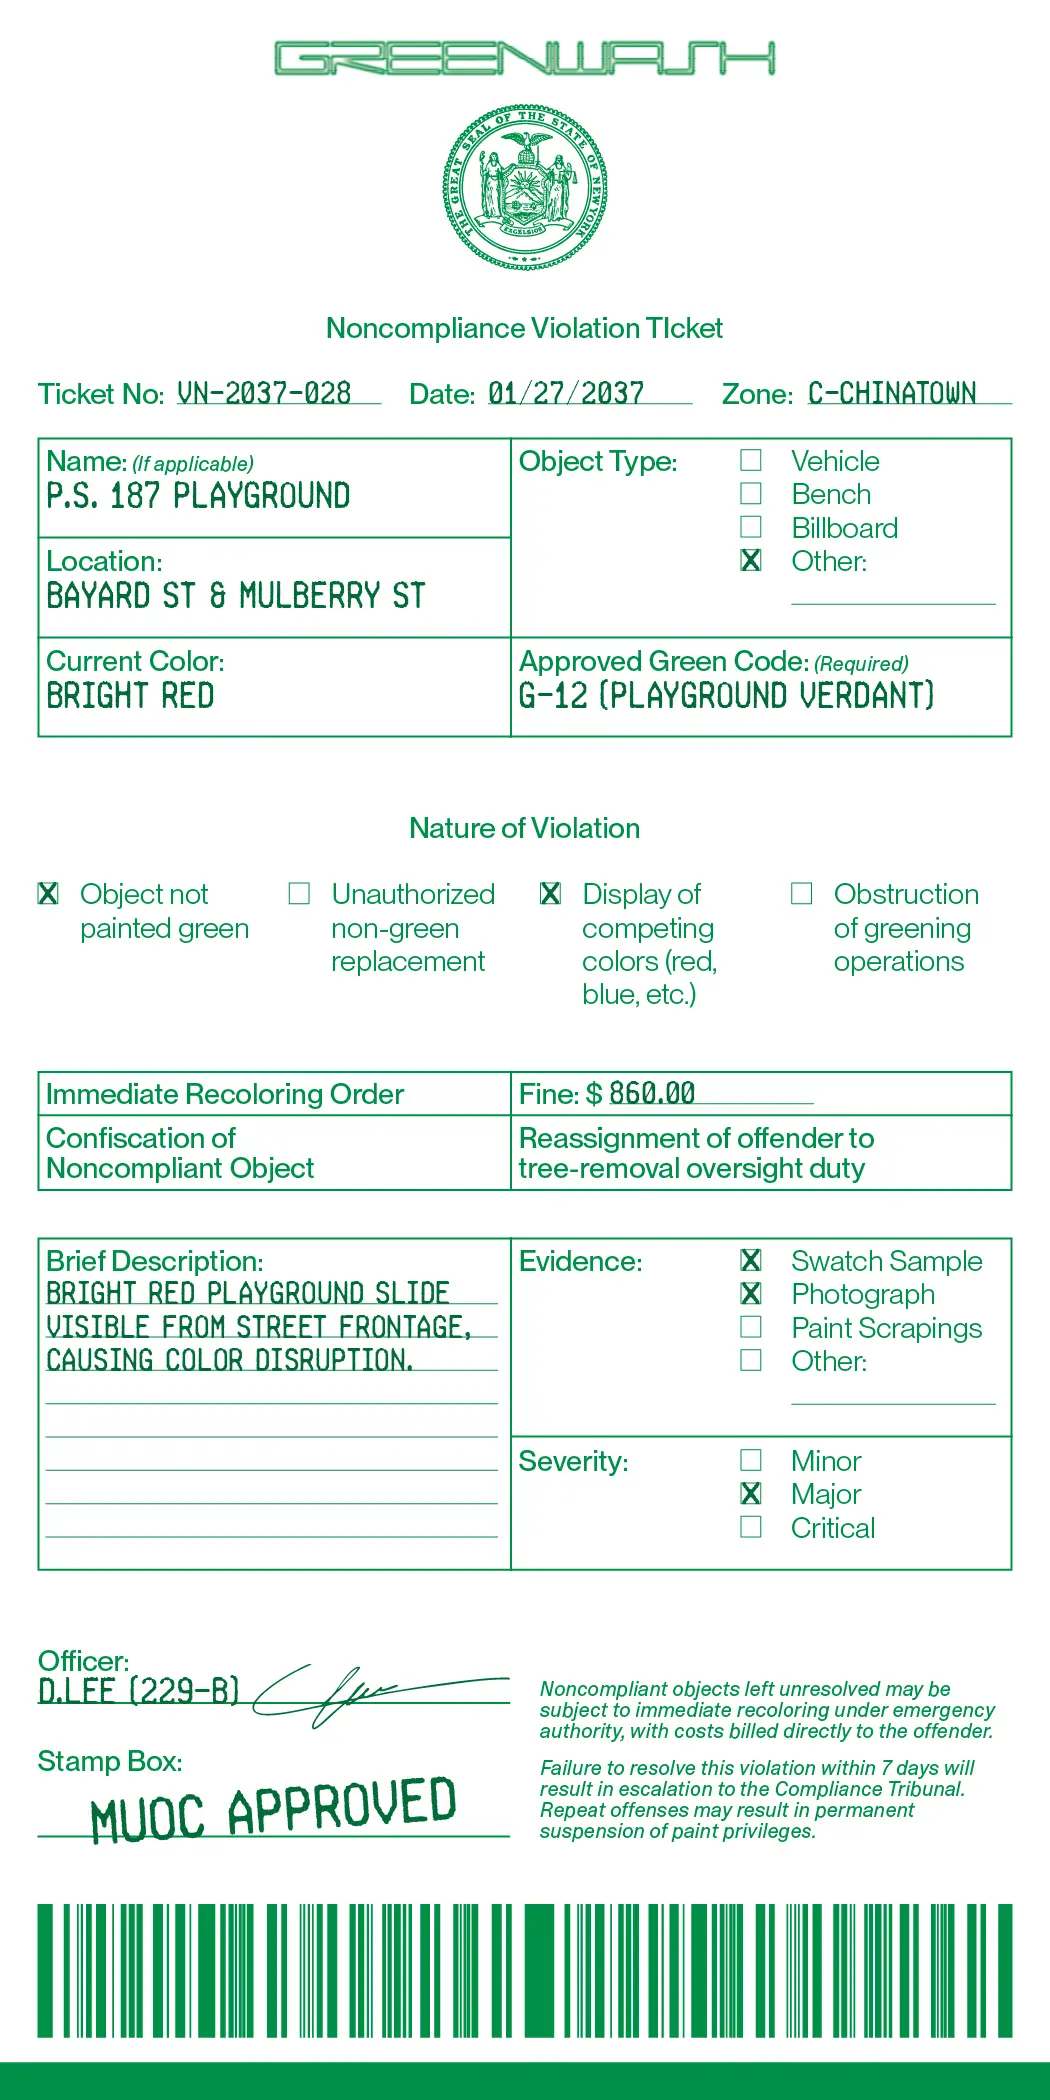 GREENWASH
THE GREAT SEAL OF THE STATE OF NEW YORK
EXCELSIOR
Noncompliance Violation TIcket
Ticket No: VN-2037-028 Date: 01/27/2037 Zone: C-CHINATOWN
Name: (If applicable)
P.S. 187 PLAYGROUND
Location:
BAYARD ST & MULBERRY ST
Object Type:
Vehicle
Bench
Billboard
X Other:
Current Color:
BRIGHT RED
Approved Green Code: (Required)
G-12 (PLAYGROUND VERDANT)
Nature of Violation
X Object not
painted green
Unauthorized
non-green
replacement
X Display of
competing
colors (red,
blue, etc.)
Obstruction
of greening
operations
Immediate Recoloring Order
Fine: $ 860.00
Confiscation of
Noncompliant Object
Reassignment of offender to
tree-removal oversight duty
Brief Description:
BRIGHT RED PLAYGROUND SLIDE
VISIBLE FROM STREET FRONTAGE,
CAUSING COLOR DISRUPTION.
Evidence:
X Swatch Sample
X Photograph
Paint Scrapings
Other:
Severity:
Minor
X Major
Critical
Officer:
D.LEE (229-B)
Stamp Box:
MUOC APPROVED
Noncompliant objects left unresolved may be
subject to immediate recoloring under emergency
authority, with costs billed directly to the offender.
Failure to resolve this violation within 7 days will
result in escalation to the Compliance Tribunal.
Repeat offenses may result in permanent
suspension of paint privileges.